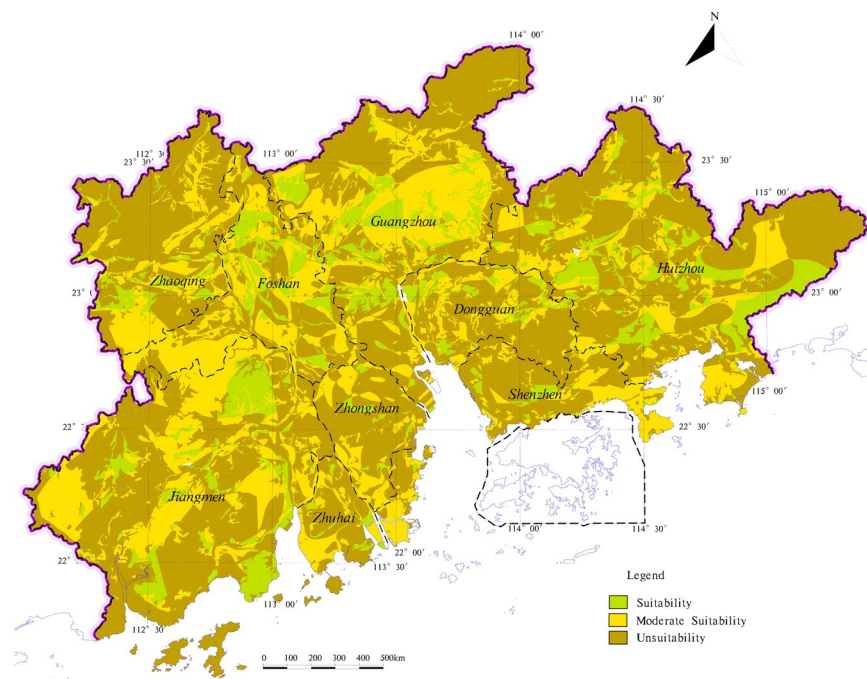 N
114° 00′
114° 30′
112° 30′
23° 30′
113° 00′
23° 30′
115° 00′
Guangzhou
Huizhou
Zhaoqing
Foshan
23°
23° 00′
Dongguan
Shenzhen
115° 00′
Zhongshan
22°
22° 30′
Jiangmen
Zhuhai
114° 00′
114° 30′
22° 00′
22°
113° 30′
113° 00′
112° 30′
Legend
Suitability
Moderate Suitability
Unsuitability
0 100 200 300 400 500km